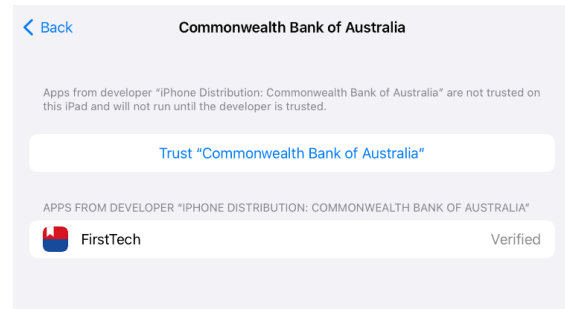 Back
Commonwealth Bank of Australia
Apps from developer “iPhone Distribution: Commonwealth Bank of Australia” are not trusted on
this iPad and will not run until the developer is trusted.
Trust “Commonwealth Bank of Australia”
APPS FROM DEVELOPER “IPHONE DISTRIBUTION: COMMONWEALTH BANK OF AUSTRALIA”
FirstTech Verified